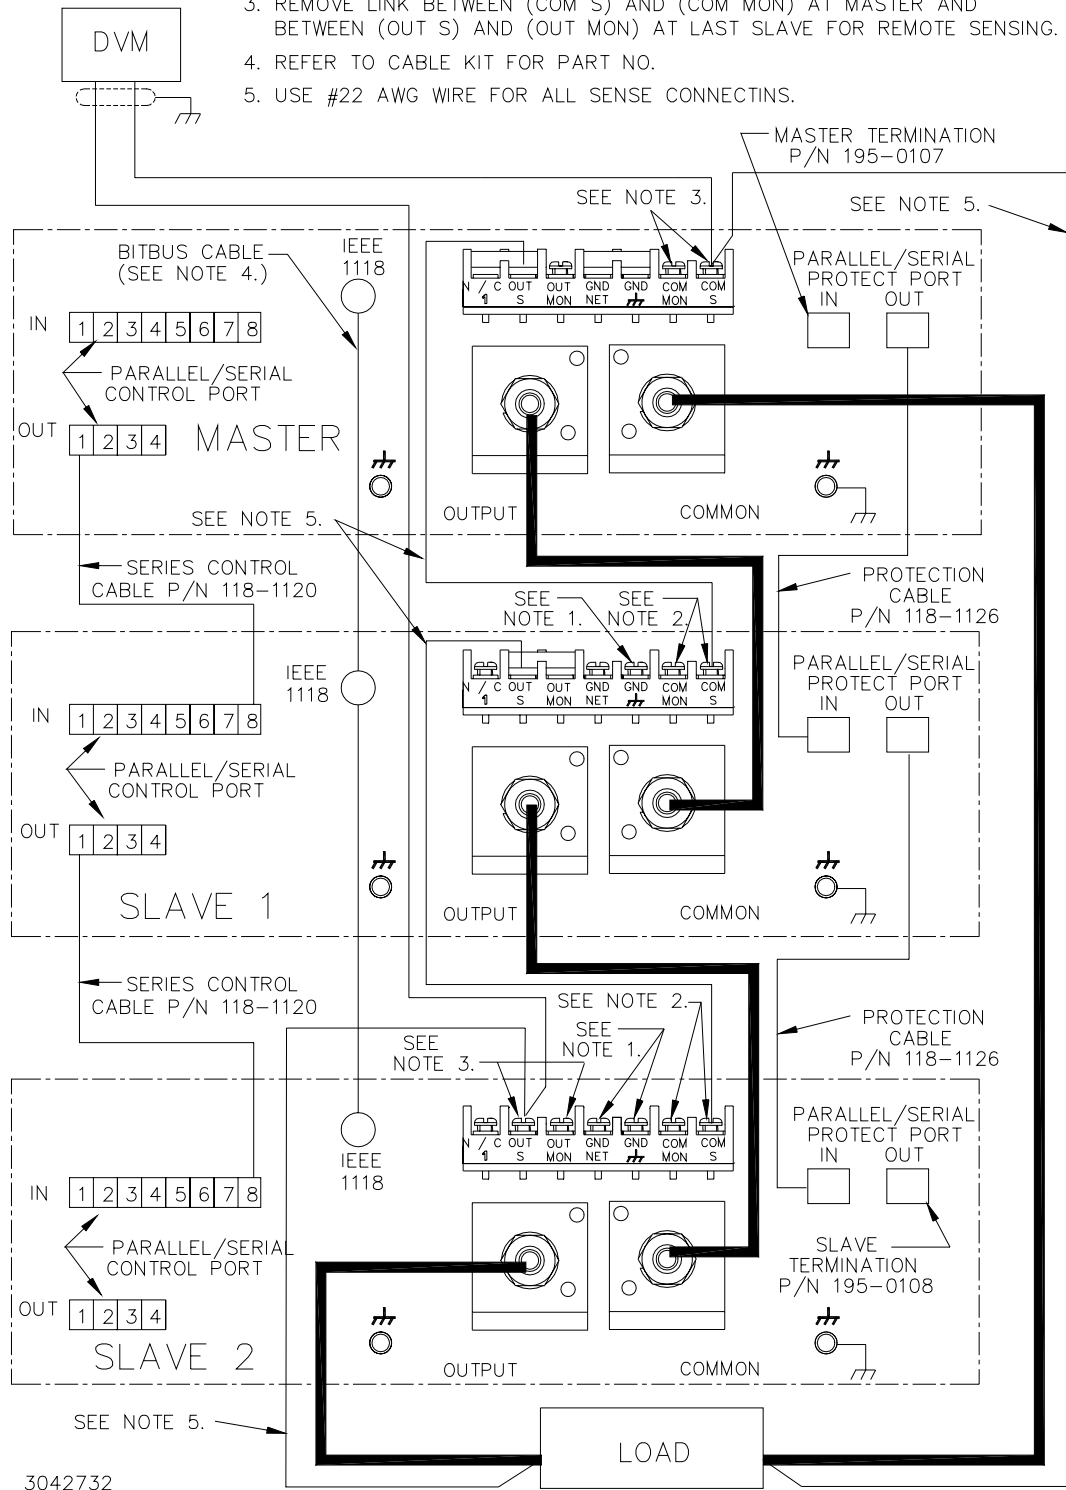 3. REMOVE LINK BETWEEN (COM S) AND (COM MON) AT MASTER AND
BETWEEN (OUT S) AND (OUT MON) AT LAST SLAVE FOR REMOTE SENSING.
4. REFER TO CABLE KIT FOR PART NO.
5. USE #22 AWG WIRE FOR ALL SENSE CONNECTINS.
DVM
MASTER TERMINATION
P/N 195-0107
SEE NOTE 3.
SEE NOTE 5.
BITBUS CABLE
(SEE NOTE 4.)
IEEE
1118
N / C OUT OUT GND GND COM COM
1 S MON NET MON S
PARALLEL/SERIAL
PROTECT PORT
IN OUT
IN 1 2 3 4 5 6 7 8
PARALLEL/SERIAL
CONTROL PORT
OUT 1 2 3 4
MASTER
OUTPUT COMMON
SEE NOTE 5.
SERIES CONTROL
CABLE P/N 118-1120
PROTECTION
CABLE
P/N 118-1126
SEE
NOTE 1.
SEE
NOTE 2.
IEEE
1118
N / C OUT OUT GND GND COM COM
1 S MON NET MON S
PARALLEL/SERIAL
PROTECT PORT
IN OUT
IN 1 2 3 4 5 6 7 8
PARALLEL/SERIAL
CONTROL PORT
OUT 1 2 3 4
SLAVE 1
OUTPUT COMMON
SERIES CONTROL
CABLE P/N 118-1120
SEE NOTE 2.
SEE
NOTE 3.
SEE
NOTE 1.
PROTECTION
CABLE
P/N 118-1126
IEEE
1118
N / C OUT OUT GND GND COM COM
1 S MON NET MON S
PARALLEL/SERIAL
PROTECT PORT
IN OUT
IN 1 2 3 4 5 6 7 8
PARALLEL/SERIAL
CONTROL PORT
OUT 1 2 3 4
SLAVE
TERMINATION
P/N 195-0108
SLAVE 2
OUTPUT COMMON
SEE NOTE 5.
LOAD
3042732